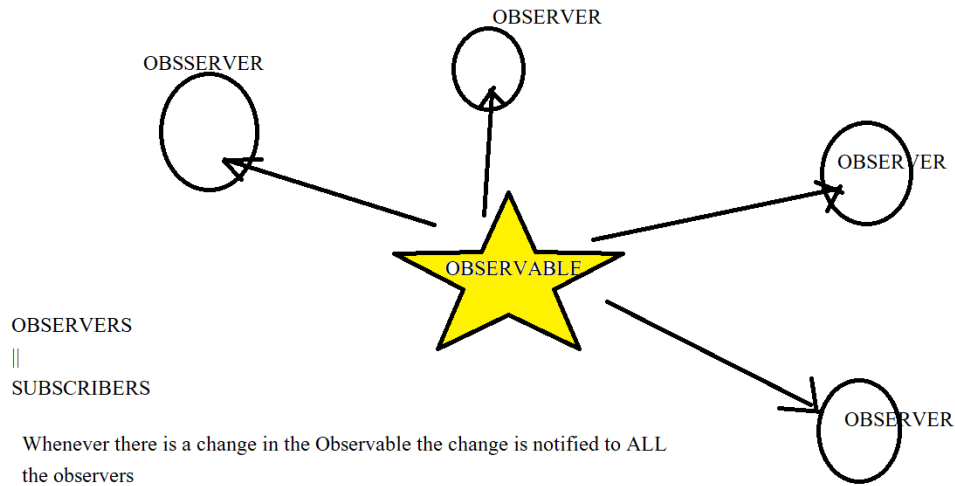 OBSERVER
OBSSERVER
OBSERVER
OBSERVABLE
OBSERVERS
||
SUBSCRIBERS
OBSERVER
Whenever there is a change in the Observable the change is notified to ALL
the observers